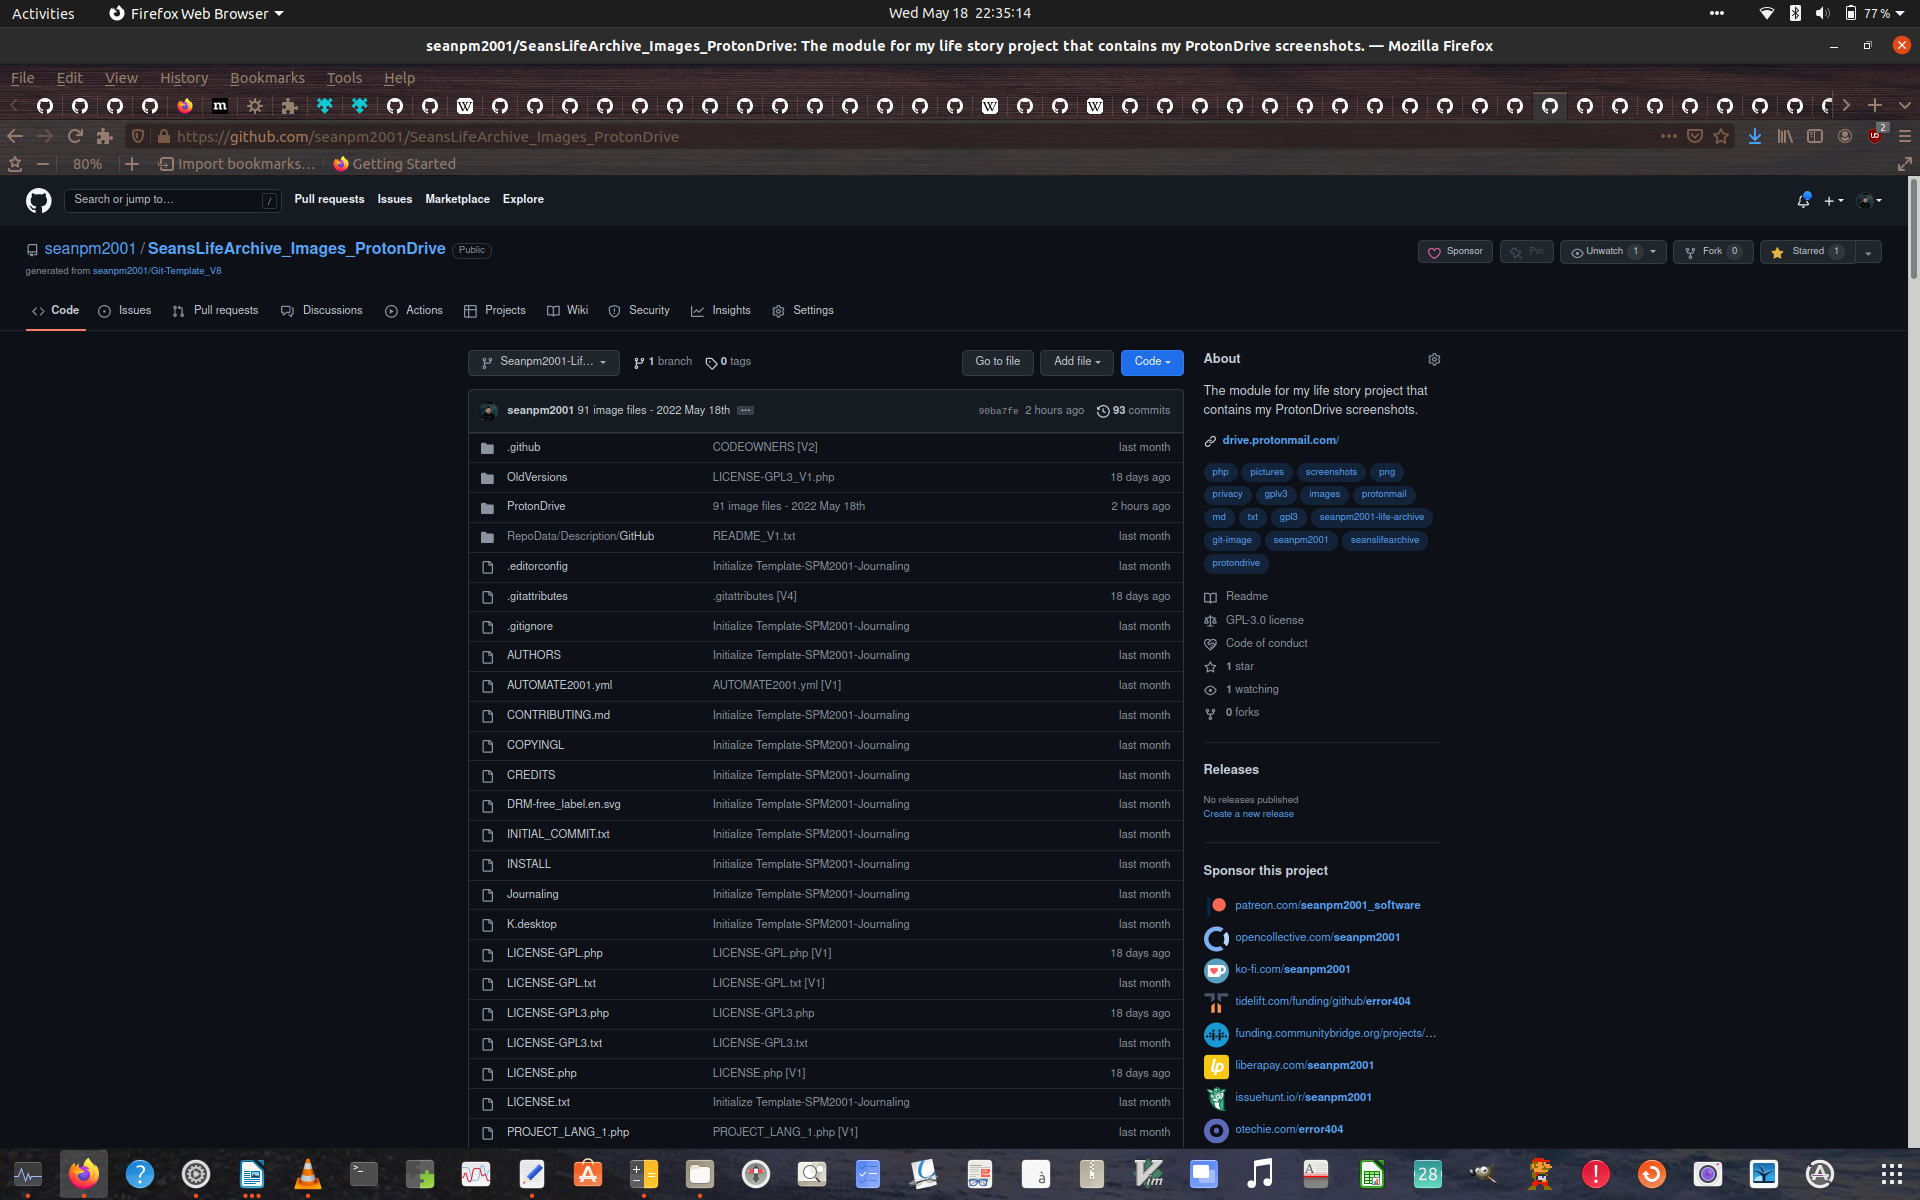 Activities
Firefox Web Browser
Wed May 18 22:35:14
77%
seanpm2001/SeansLifeArchive_Images_ProtonDrive: The module for my life story project that contains my ProtonDrive screenshots. — Mozilla Firefox
File Edit View History Bookmarks Tools Help
https://github.com/seanpm2001/SeansLifeArchive_Images_ProtonDrive
2
80%
Import bookmarks...
Getting Started
Search or jump to...
/
Pull requests Issues Marketplace Explore
seanpm2001 / SeansLifeArchive_Images_ProtonDrive Public
generated from seanpm2001/Git-Template_V8
Sponsor
Pin
Unwatch 1
Fork 0
Starred 1
Code Issues Pull requests Discussions Actions Projects Wiki Security Insights Settings
Seanpm2001-Lif...
1 branch
0 tags
Go to file
Add file
Code
seanpm2001 91 image files - 2022 May 18th ... 90ba7fe 2 hours ago 93 commits
.github CODEOWNERS [V2] last month
OldVersions LICENSE-GPL3_V1.php 18 days ago
ProtonDrive 91 image files - 2022 May 18th 2 hours ago
RepoData/Description/GitHub README_V1.txt last month
.editorconfig Initialize Template-SPM2001-Journaling last month
.gitattributes .gitattributes [V4] 18 days ago
.gitignore Initialize Template-SPM2001-Journaling last month
AUTHORS Initialize Template-SPM2001-Journaling last month
AUTOMATE2001.yml AUTOMATE2001.yml [V1] last month
CONTRIBUTING.md Initialize Template-SPM2001-Journaling last month
COPYINGL Initialize Template-SPM2001-Journaling last month
CREDITS Initialize Template-SPM2001-Journaling last month
DRM-free_label.en.svg Initialize Template-SPM2001-Journaling last month
INITIAL_COMMIT.txt Initialize Template-SPM2001-Journaling last month
INSTALL Initialize Template-SPM2001-Journaling last month
Journaling Initialize Template-SPM2001-Journaling last month
K.desktop Initialize Template-SPM2001-Journaling last month
LICENSE-GPL.php LICENSE-GPL.php [V1] 18 days ago
LICENSE-GPL.txt LICENSE-GPL.txt [V1] last month
LICENSE-GPL3.php LICENSE-GPL3.php 18 days ago
LICENSE-GPL3.txt LICENSE-GPL3.txt last month
LICENSE.php LICENSE.php [V1] 18 days ago
LICENSE.txt Initialize Template-SPM2001-Journaling last month
PROJECT_LANG_1.php PROJECT_LANG_1.php [V1] last month
About
The module for my life story project that
contains my ProtonDrive screenshots.
drive.protonmail.com/
php pictures screenshots png
privacy gplv3 images protonmail
md txt gpl3 seanpm2001-life-archive
git-image seanpm2001 seanslifearchive
protondrive
Readme
GPL-3.0 license
Code of conduct
1 star
1 watching
0 forks
Releases
No releases published
Create a new release
Sponsor this project
patreon.com/seanpm2001_software
opencollective.com/seanpm2001
ko-fi.com/seanpm2001
tidelift.com/funding/github/error404
funding.communitybridge.org/projects/...
liberapay.com/seanpm2001
issuehunt.io/r/seanpm2001
otechie.com/error404
28